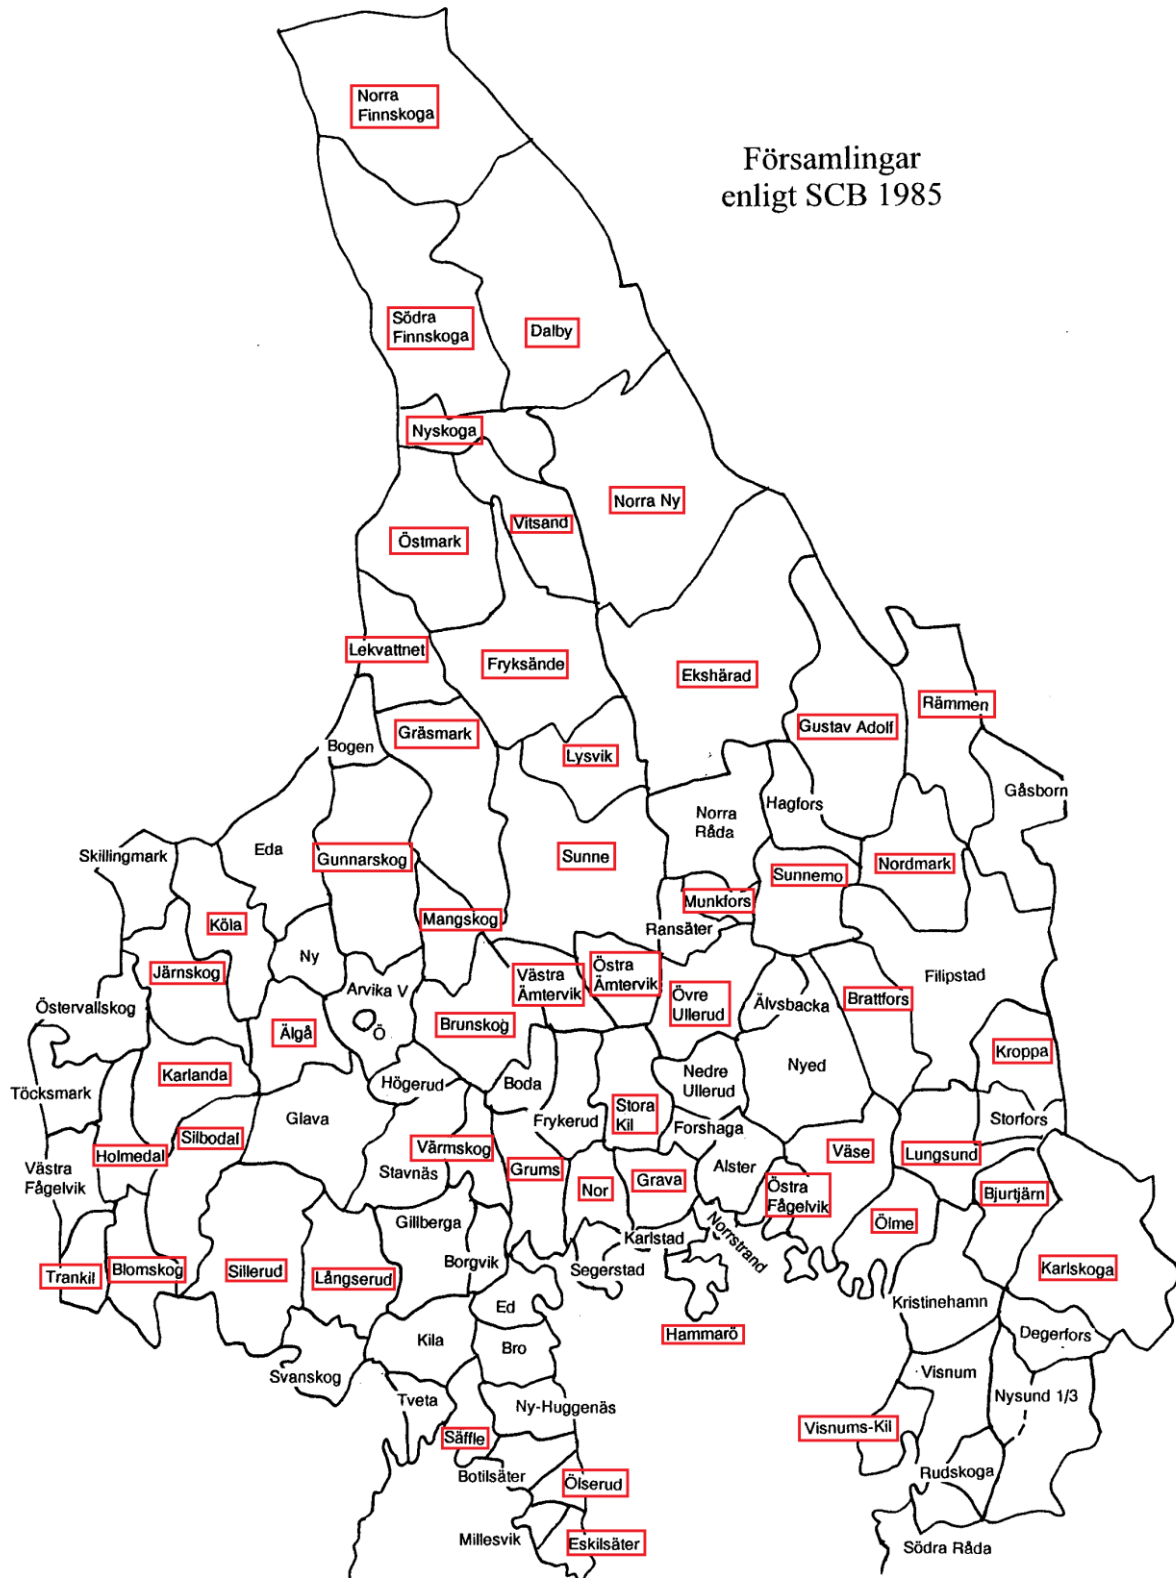 Norra
Finnskoga
Församlingar
enligt SCB 1985
Södra
Finnskoga
Dalby
Nyskoga
Norra Ny
Vitsand
Östmark
Lekvattnet
Fryksände
Ekshärad
Rämmen
Gustav Adolf
Gräsmark
Bogen
Lysvik
Gåsborn
Hagfors
Norra
Råda
Skillingmark
Eda
Gunnarskog
Sunne
Sunnemo
Nordmark
Munkfors
Mangskog
Köla
Ransäter
Ny
Järnskog
Västra
Ämtervik
Östra
Ämtervik
Filipstad
Arvika V
Östervallskog
Övre
Ullerud
Älvsbacka
Brattfors
Ö
Älgå
Brunskog
Kroppa
Karlanda
Nyed
Nedre
Ullerud
Töcksmark
Högerud
Boda
Glava
Frykerud
Stora
Kil
Forshaga
Storfors
Silbodal
Holmedal
Värmskog
Väse
Lungsund
Västra
Fågelvik
Stavnäs
Grums
Nor
Grava
Alster
Östra
Fågelvik
Bjurtjärn
Gillberga
Ölme
Norrstrand
Karlstad
Borgvik
Segerstad
Trankil
Blomskog
Sillerud
Långserud
Karlskoga
Kristinehamn
Ed
Hammarö
Degerfors
Kila
Bro
Svanskog
Visnum
Tveta
Ny-Huggenäs
Nysund 1/3
Visnums-Kil
Säffle
Botilsäter
Rudskoga
Ölserud
Millesvik
Eskilsäter
Södra Råda